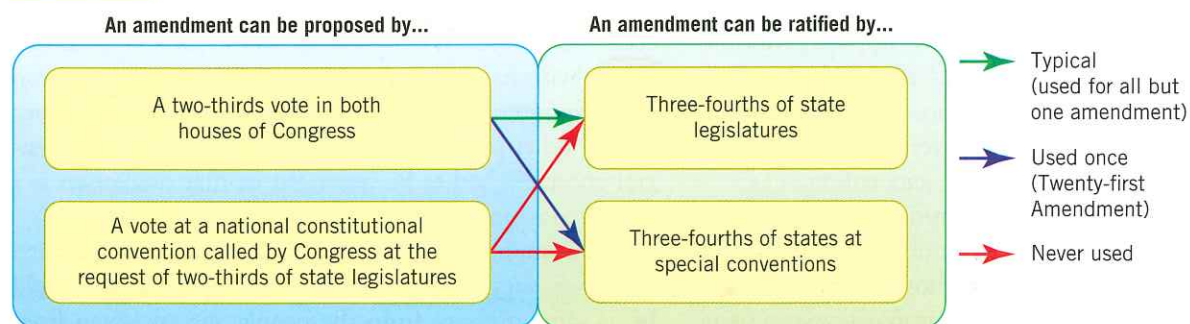 An amendment can be proposed by...
An amendment can be ratified by...
A two-thirds vote in both
houses of Congress
Three-fourths of state
legislatures
A vote at a national constitutional
convention called by Congress at the
request of two-thirds of state legislatures
Three-fourths of states at
special conventions
Typical
(used for all but
one amendment)
Used once
(Twenty-first
Amendment)
Never used